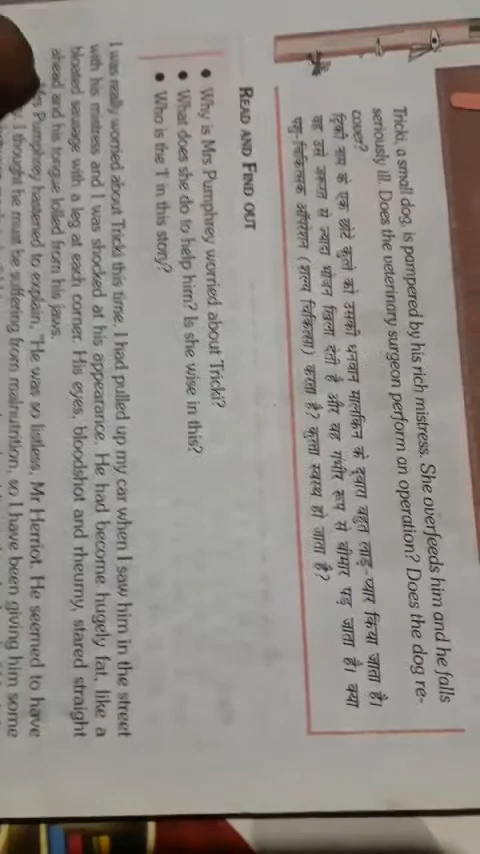 Tricki, a small dog, is pampered by his rich mistress. She overfeeds him and he falls
seriously ill. Does the veterinary surgeon perform an operation? Does the dog re-
cover?
ट्रिकी नाम के एक छोटे कुत्ते को उसकी धनवान मालकिन के द्वारा बहुत लाड़-प्यार किया जाता है।
वह उसे ज़रूरत से ज्यादा भोजन खिला देती है और वह गंभीर रूप से बीमार पड़ जाता है। क्या
पशु-चिकित्सक ऑपरेशन (शल्य चिकित्सा) करता है? कुत्ता स्वस्थ हो जाता है?
READ AND FIND OUT
• Why is Mrs Pumphrey worried about Tricki?
• What does she do to help him? Is she wise in this?
• Who is the 'I' in this story?
I was really worried about Tricki this time. I had pulled up my car when I saw him in the street
with his mistress and I was shocked at his appearance. He had become hugely fat, like a
bloated sausage with a leg at each corner. His eyes, bloodshot and rheumy, stared straight
ahead and his tongue lolled from his jaws.
Mrs Pumphrey hastened to explain, "He was so listless, Mr Herriot. He seemed to have
I thought he must be suffering from malnutrition, so I have been giving him some